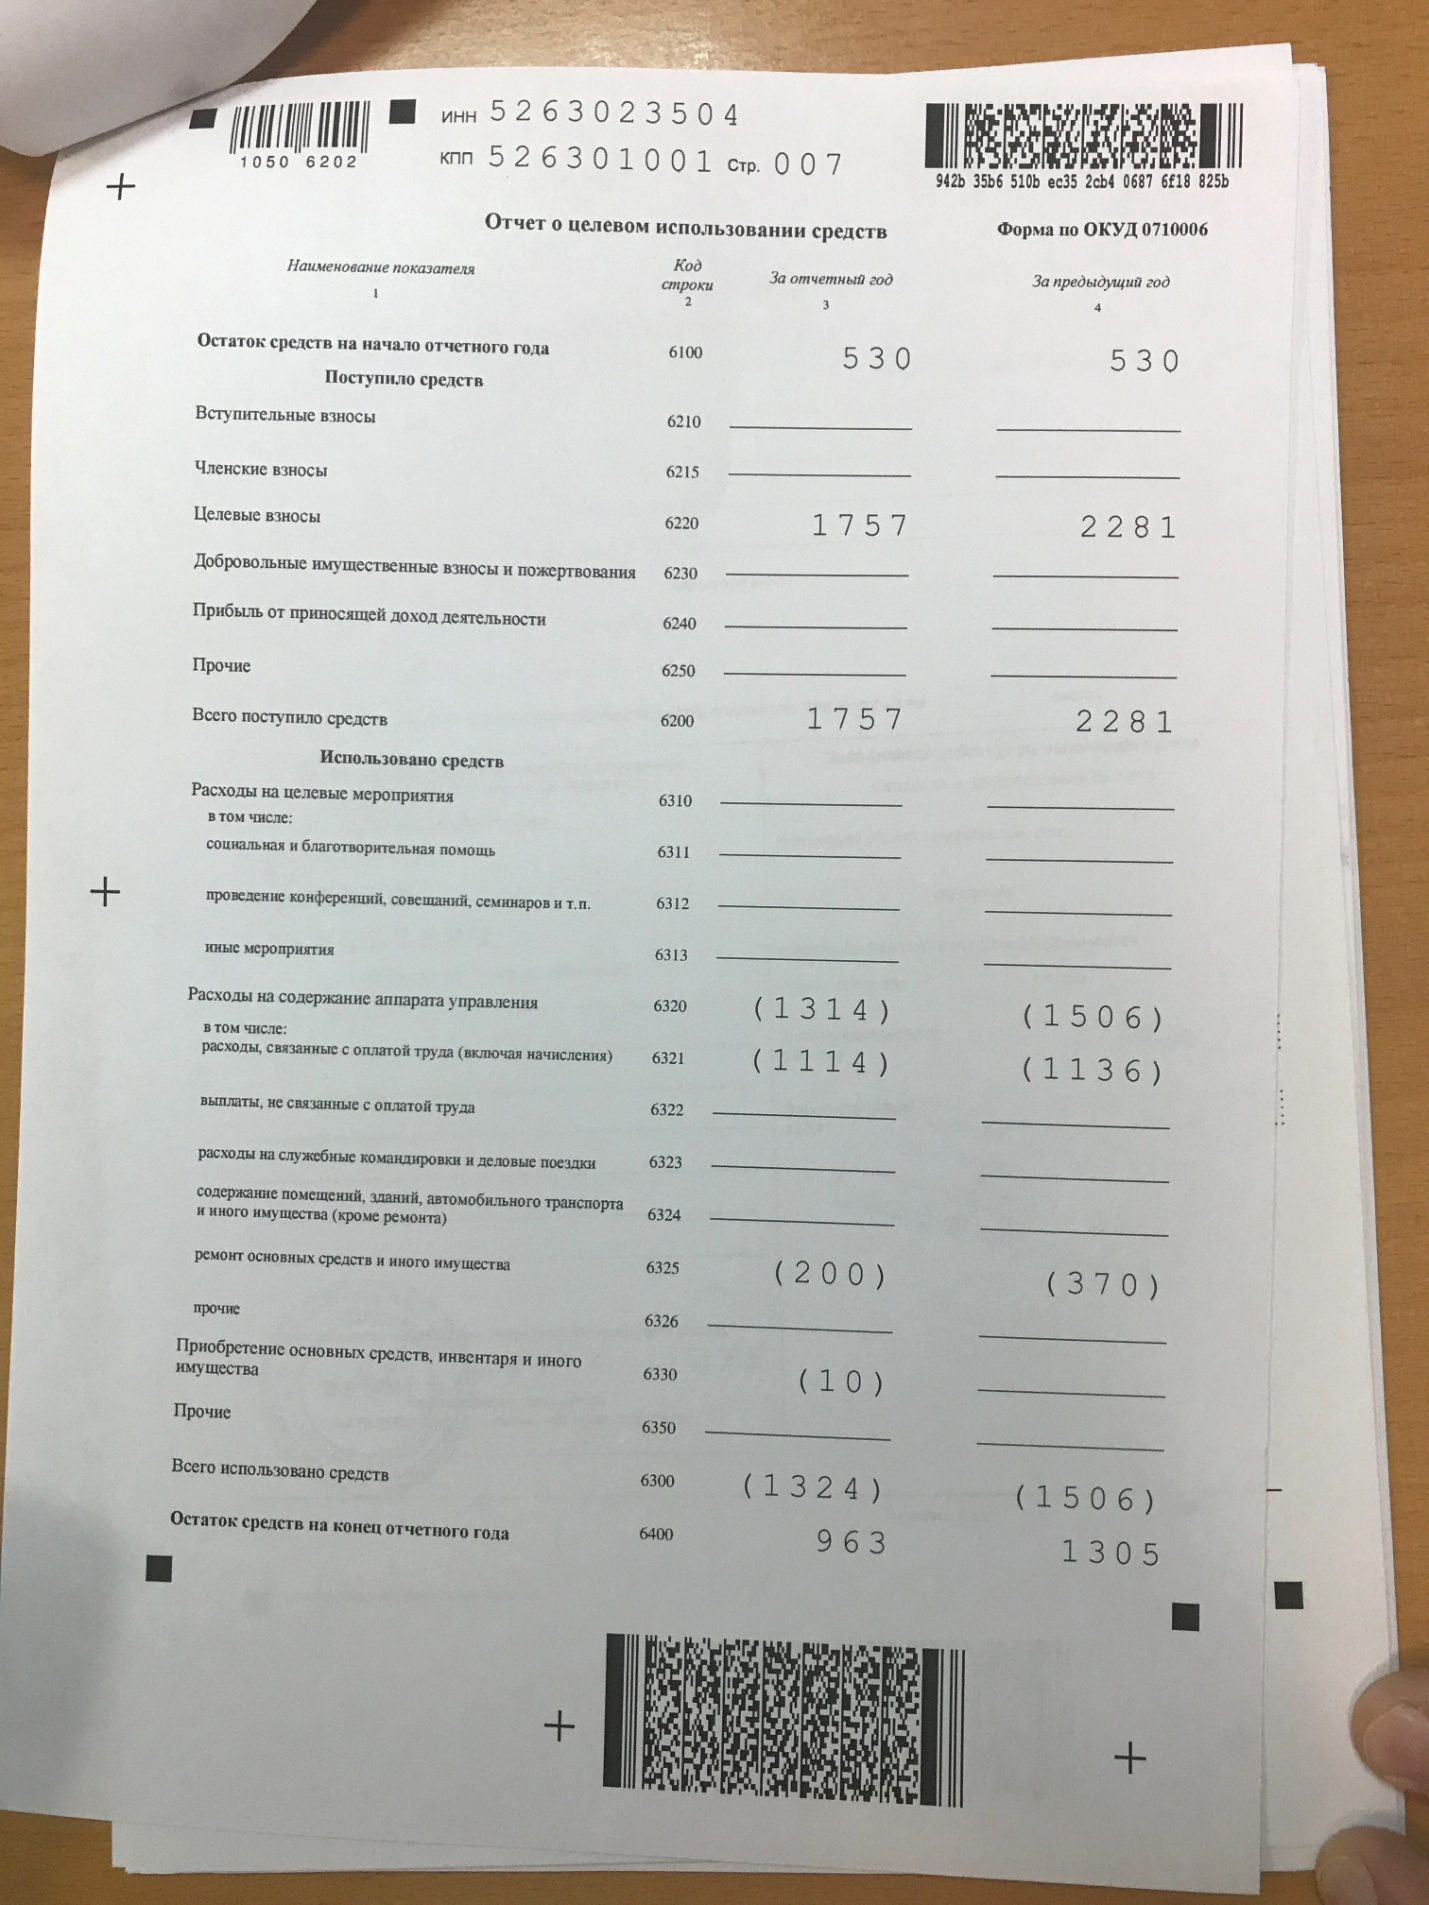 1050 6202
ИНН 5263023504
КПП 526301001 Стр. 007
942b 35b6 510b ec35 2cb4 0687 6f18 825b
Отчет о целевом использовании средств Форма по ОКУД 0710006
Наименование показателя Код строки За отчетный год За предыдущий год
1 2 3 4
Остаток средств на начало отчетного года 6100 530 530
Поступило средств
Вступительные взносы 6210
Членские взносы 6215
Целевые взносы 6220 1757 2281
Добровольные имущественные взносы и пожертвования 6230
Прибыль от приносящей доход деятельности 6240
Прочие 6250
Всего поступило средств 6200 1757 2281
Использовано средств
Расходы на целевые мероприятия 6310
в том числе:
социальная и благотворительная помощь 6311
проведение конференций, совещаний, семинаров и т.п. 6312
иные мероприятия 6313
Расходы на содержание аппарата управления 6320 (1314) (1506)
в том числе:
расходы, связанные с оплатой труда (включая начисления) 6321 (1114) (1136)
выплаты, не связанные с оплатой труда 6322
расходы на служебные командировки и деловые поездки 6323
содержание помещений, зданий, автомобильного транспорта
и иного имущества (кроме ремонта) 6324
ремонт основных средств и иного имущества 6325 (200) (370)
прочие 6326
Приобретение основных средств, инвентаря и иного
имущества 6330 (10)
Прочие 6350
Всего использовано средств 6300 (1324) (1506)
Остаток средств на конец отчетного года 6400 963 1305